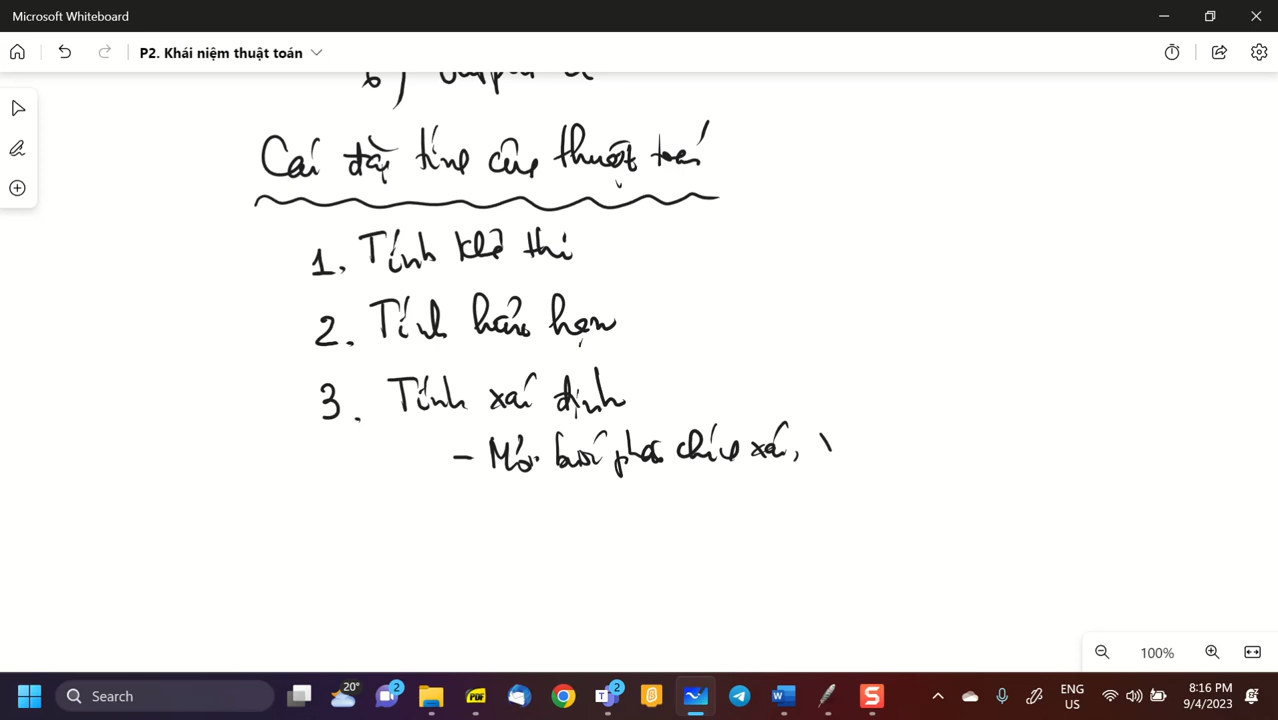 Microsoft Whiteboard
P2. Khái niệm thuật toán
Các đặc tính của thuật toán
1. Tính khả thi
2. Tính hữu hạn
3. Tính xác định
- Mỗi bước phải chính xác,
100%
Search
20°
2
2
ENG
US
8:16 PM
9/4/2023